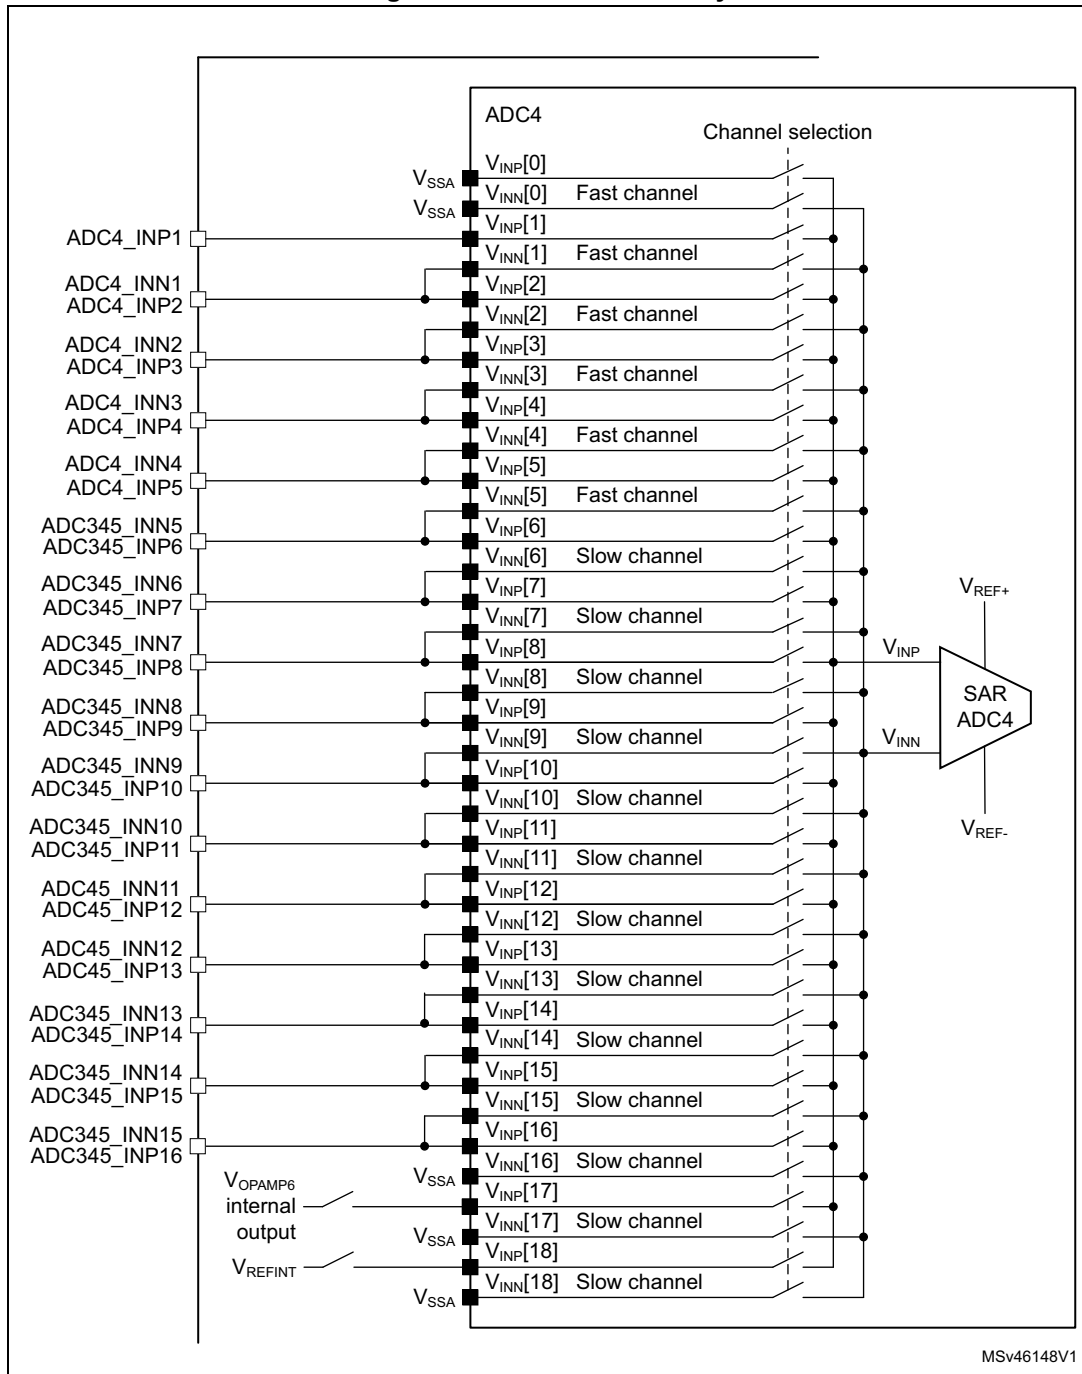 ADC4
Channel selection
VSSA
VINP[0]
VSSA
VINN[0] Fast channel
ADC4_INP1
VINP[1]
VINN[1] Fast channel
ADC4_INN1
ADC4_INP2
VINP[2]
VINN[2] Fast channel
ADC4_INN2
ADC4_INP3
VINP[3]
VINN[3] Fast channel
ADC4_INN3
ADC4_INP4
VINP[4]
VINN[4] Fast channel
ADC4_INN4
ADC4_INP5
VINP[5]
VINN[5] Fast channel
ADC345_INN5
ADC345_INP6
VINP[6]
VINN[6] Slow channel
ADC345_INN6
ADC345_INP7
VINP[7]
VINN[7] Slow channel
ADC345_INN7
ADC345_INP8
VINP[8]
VINN[8] Slow channel
ADC345_INN8
ADC345_INP9
VINP[9]
VINN[9] Slow channel
ADC345_INN9
ADC345_INP10
VINP[10]
VINN[10] Slow channel
ADC345_INN10
ADC345_INP11
VINP[11]
VINN[11] Slow channel
ADC45_INN11
ADC45_INP12
VINP[12]
VINN[12] Slow channel
ADC45_INN12
ADC45_INP13
VINP[13]
VINN[13] Slow channel
ADC345_INN13
ADC345_INP14
VINP[14]
VINN[14] Slow channel
ADC345_INN14
ADC345_INP15
VINP[15]
VINN[15] Slow channel
ADC345_INN15
ADC345_INP16
VINP[16]
VSSA
VINN[16] Slow channel
VOPAMP6
internal
output
VINP[17]
VSSA
VINN[17] Slow channel
VREFINT
VINP[18]
VSSA
VINN[18] Slow channel
VREF+
VINP
SAR
ADC4
VINN
VREF-
MSv46148V1